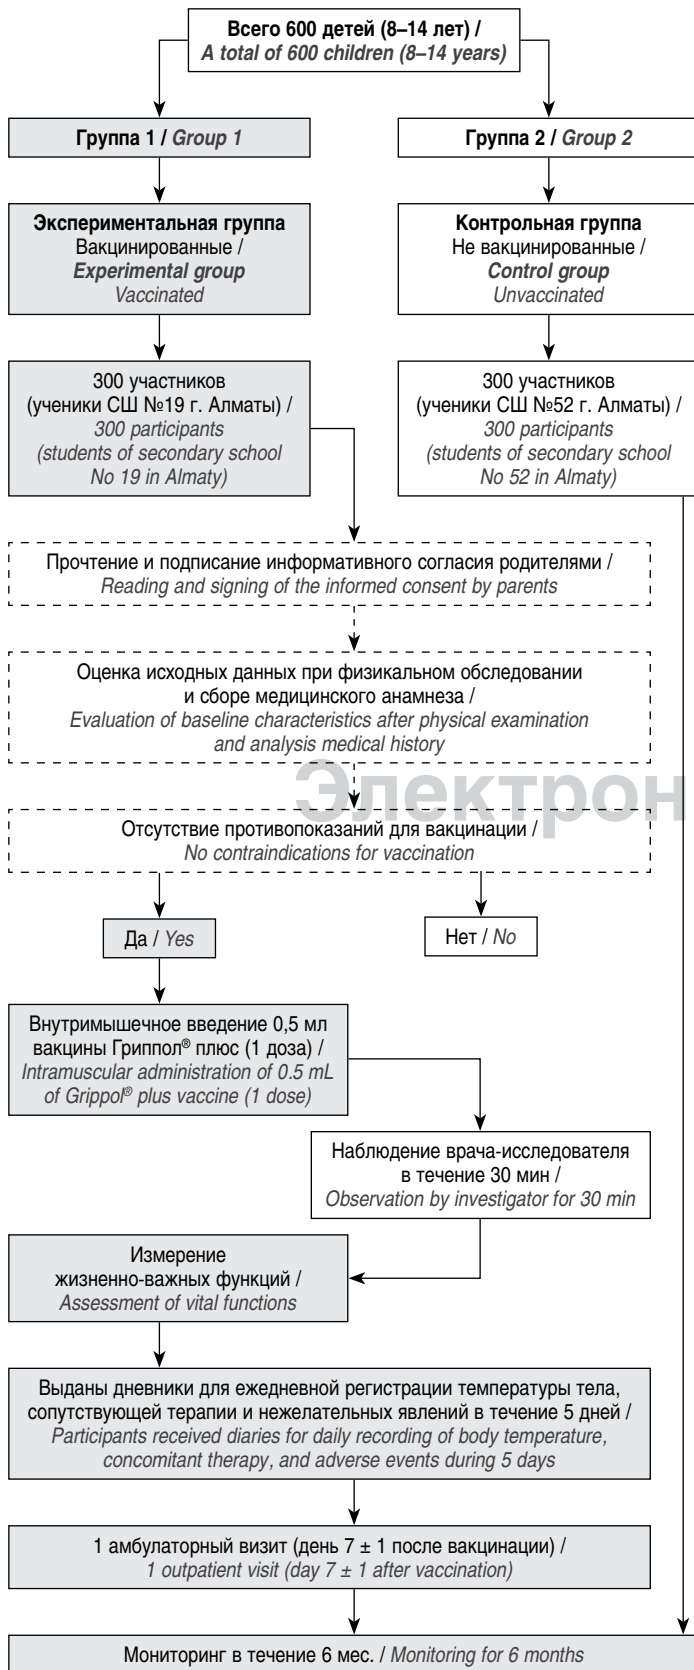 Всего 600 детей (8–14 лет) /
A total of 600 children (8–14 years)
Группа 1 / Group 1
Группа 2 / Group 2
Экспериментальная группа
Вакцинированные /
Experimental group
Vaccinated
Контрольная группа
Не вакцинированные /
Control group
Unvaccinated
300 участников
(ученики СШ №19 г. Алматы) /
300 participants
(students of secondary school
No 19 in Almaty)
300 участников
(ученики СШ №52 г. Алматы) /
300 participants
(students of secondary school
No 52 in Almaty)
Прочтение и подписание информативного согласия родителями /
Reading and signing of the informed consent by parents
Оценка исходных данных при физикальном обследовании
и сборе медицинского анамнеза /
Evaluation of baseline characteristics after physical examination
and analysis medical history
Электрон
Отсутствие противопоказаний для вакцинации /
No contraindications for vaccination
Да / Yes
Нет / No
Внутримышечное введение 0,5 мл
вакцины Гриппол® плюс (1 доза) /
Intramuscular administration of 0.5 mL
of Grippol® plus vaccine (1 dose)
Наблюдение врача-исследователя
в течение 30 мин /
Observation by investigator for 30 min
Измерение
жизненно-важных функций /
Assessment of vital functions
Выданы дневники для ежедневной регистрации температуры тела,
сопутствующей терапии и нежелательных явлений в течение 5 дней /
Participants received diaries for daily recording of body temperature,
concomitant therapy, and adverse events during 5 days
1 амбулаторный визит (день 7 ± 1 после вакцинации) /
1 outpatient visit (day 7 ± 1 after vaccination)
Мониторинг в течение 6 мес. / Monitoring for 6 months